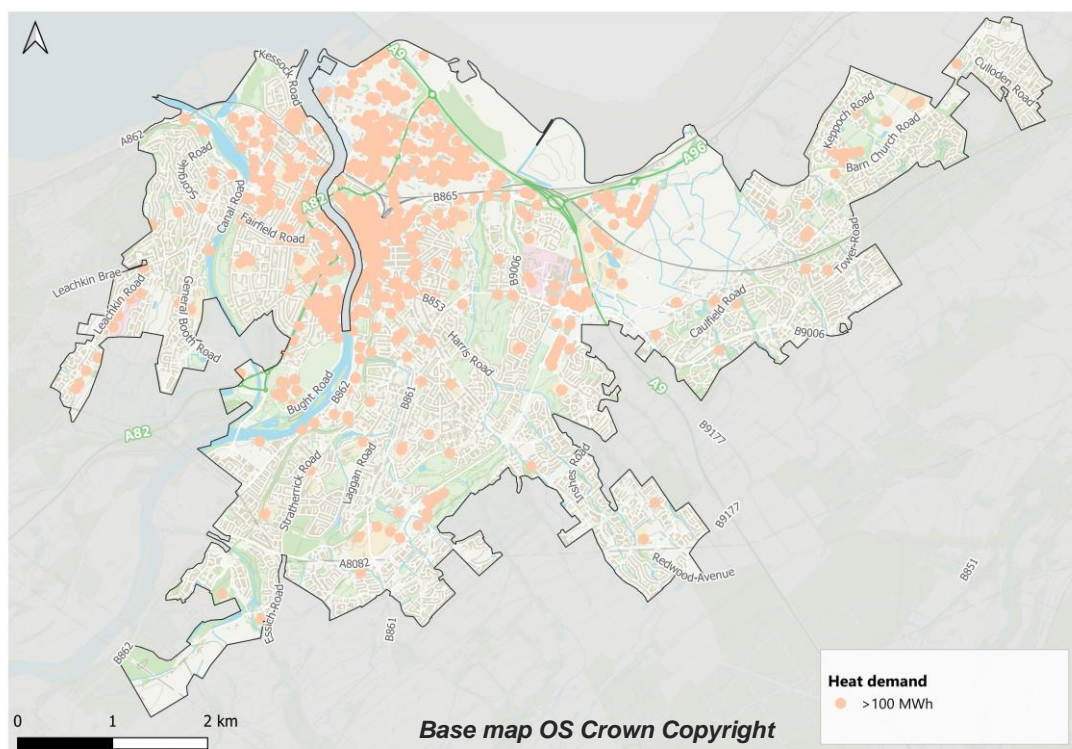 A9
Kessock Road
Culloden Road
Keppoch Road
A862
Barn Church Road
A96
Scorguie Road
Canal Road
A82
B865
Fairfield Road
Tower-Road
Leachkin Brae
B9006
Leachkin Road
General Booth Road
B853
Caulfield Road
B9006
Harris Road
Bught Road
B862
B861
A9
A82
B9177
Stratherrick Road
Laggan Road
Inshes Road
B9177
A8082
Redwood-Avenue
B851
Essich-Road
B861
B862
Heat demand
>100 MWh
0 1 2 km
Base map OS Crown Copyright